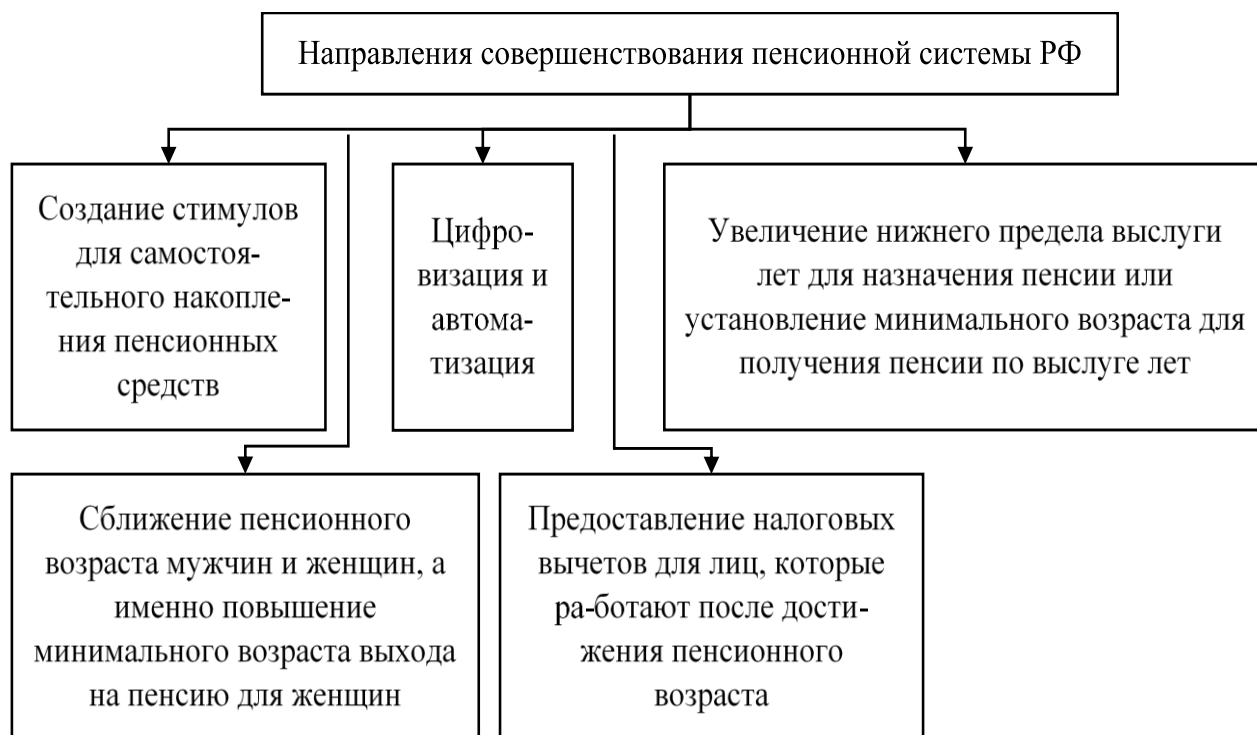 Направления совершенствования пенсионной системы РФ
Создание стимулов
для самостоя-
тельного накопле-
ния пенсионных
средств
Цифро-
визация и
автома-
тизация
Увеличение нижнего предела выслуги
лет для назначения пенсии или
установление минимального возраста для
получения пенсии по выслуге лет
Сближение пенсионного
возраста мужчин и женщин, а
именно повышение
минимального возраста выхода
на пенсию для женщин
Предоставление налоговых
вычетов для лиц, которые
ра-ботают после дости-
жения пенсионного
возраста